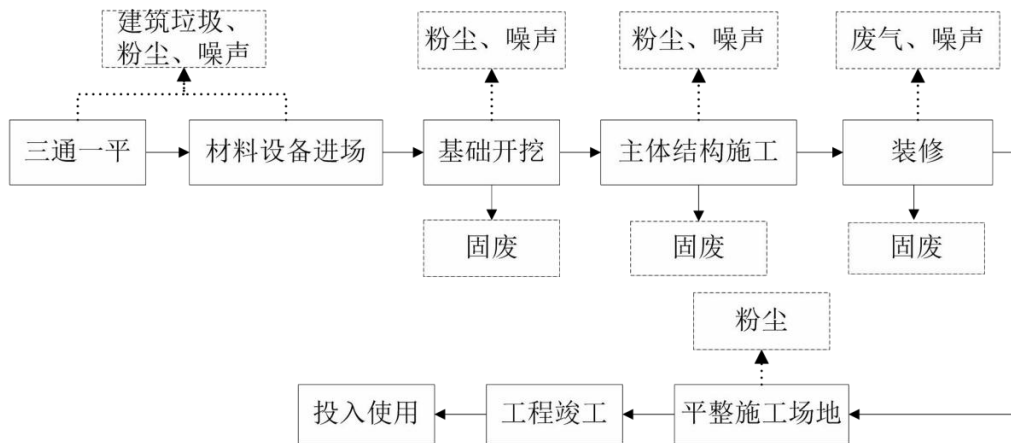 建筑垃圾、
粉尘、噪声
粉尘、噪声
粉尘、噪声
废气、噪声
三通一平
材料设备进场
基础开挖
主体结构施工
装修
固废
固废
固废
粉尘
投入使用
工程竣工
平整施工场地